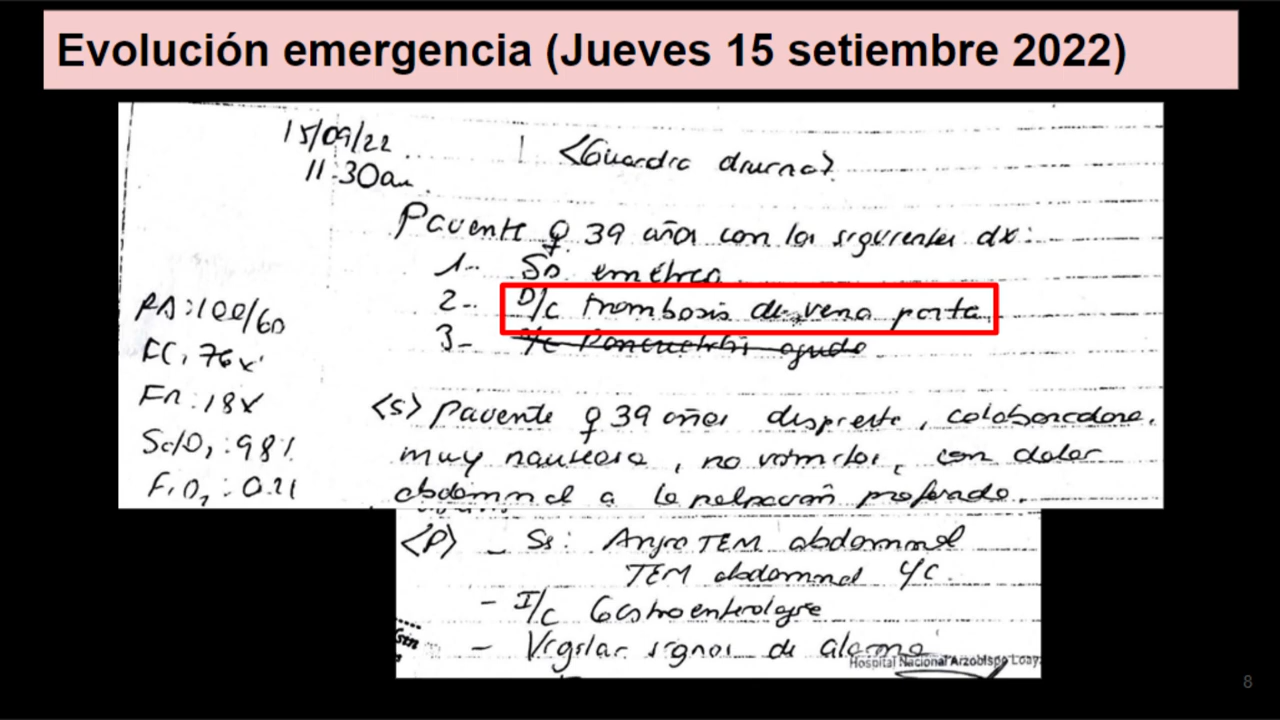 Evolución emergencia (Jueves 15 setiembre 2022)
15/09/22
11:30am
<Guardia diurna>
Paciente ♀ 39 años con los siguientes dx:
1.- Sd emético
2.- D/c trombosis de vena porta
3- D/c Pancreatitis aguda
PA: 100/60
FC: 76x'
FR: 18x
SatO2: 98%
FiO2: 0.21
<S> Paciente ♀ 39 años despierta, colaboradora,
muy nauseosa, no vómitos, con dolor
abdominal a la palpación profunda.
<P> - Ss: AngioTEM abdominal
TEM abdominal c/c.
- I/c Gastroenterología
- Vigilar signos de alarma
Hospital Nacional Arzobispo Loay
8